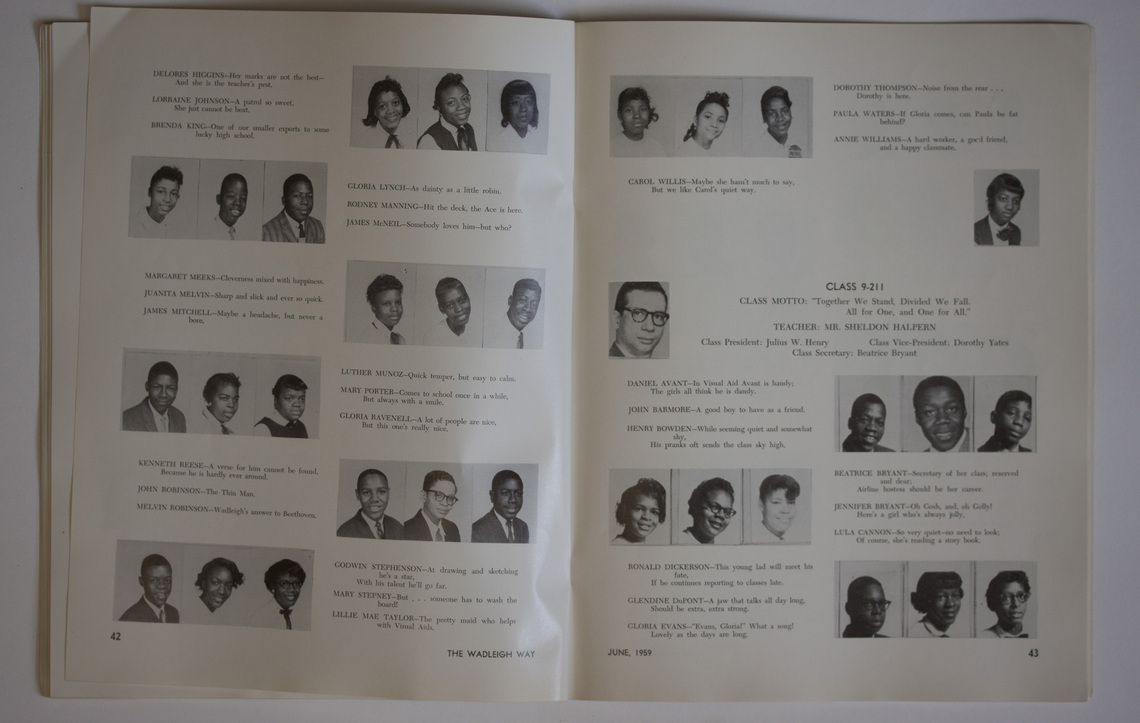 DELORES HIGGINS—Her marks are not the best—
And she is the teacher's pest.
LORRAINE JOHNSON—A patrol so sweet,
She just cannot be beat.
BRENDA KING—One of our smaller exports to some
lucky high school.
GLORIA LYNCH—As dainty as a little robin.
RODNEY MANNING—Hit the deck, the Ace is here.
JAMES McNEIL—Somebody loves him—but who?
MARGARET MEEKS—Cleverness mixed with happiness.
JUANITA MELVIN—Sharp and slick and ever so quick.
JAMES MITCHELL—Maybe a headache, but never a
bore.
LUTHER MUNOZ—Quick temper, but easy to calm.
MARY PORTER—Comes to school once in a while,
But always with a smile.
GLORIA RAVENELL—A lot of people are nice,
But this one's really nice.
KENNETH REESE—A verse for him cannot be found,
Because he is hardly ever around.
JOHN ROBINSON—The Thin Man.
MELVIN ROBINSON—Wadleigh's answer to Beethoven.
GODWIN STEPHENSON—At drawing and sketching
he's a star,
With his talent he'll go far.
MARY STEPNEY—But . . . someone has to wash the
board!
LILLIE MAE TAYLOR—The pretty maid who helps
with Visual Aids.
42
THE WADLEIGH WAY
DOROTHY THOMPSON—Noise from the rear . . .
Dorothy is here.
PAULA WATERS—If Gloria comes, can Paula be far
behind?
ANNIE WILLIAMS—A hard worker, a good friend,
and a happy classmate.
CAROL WILLIS—Maybe she hasn't much to say,
But we like Carol's quiet way.
CLASS 9-211
CLASS MOTTO: "Together We Stand, Divided We Fall.
All for One, and One for All."
TEACHER: MR. SHELDON HALPERN
Class President: Julius W. Henry Class Vice-President: Dorothy Yates
Class Secretary: Beatrice Bryant
DANIEL AVANT—In Visual Aid Avant is handy;
The girls all think he is dandy.
JOHN BARMORE—A good boy to have as a friend.
HENRY BOWDEN—While seeming quiet and somewhat
shy,
His pranks oft sends the class sky high.
BEATRICE BRYANT—Secretary of her class, reserved
and dear;
Airline hostess should be her career.
JENNIFER BRYANT—Oh Gosh, and, oh Golly!
Here's a girl who's always jolly.
LULA CANNON—So very quiet—no need to look;
Of course, she's reading a story book.
RONALD DICKERSON—This young lad will meet his
fate,
If he continues reporting to classes late.
GLENDINE DuPONT—A jaw that talks all day long,
Should be extra, extra strong.
GLORIA EVANS—"Evans, Gloria!" What a song!
Lovely as the days are long.
JUNE, 1959
43